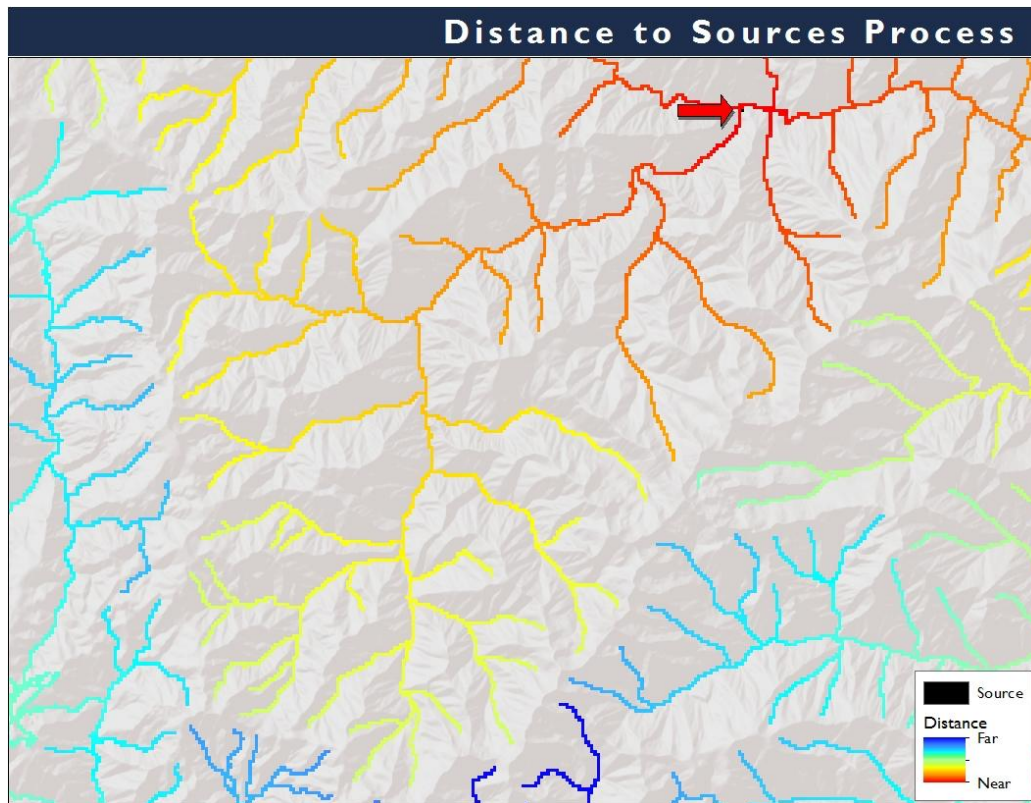 Distance to Sources Process
Source
Distance
Far
Near